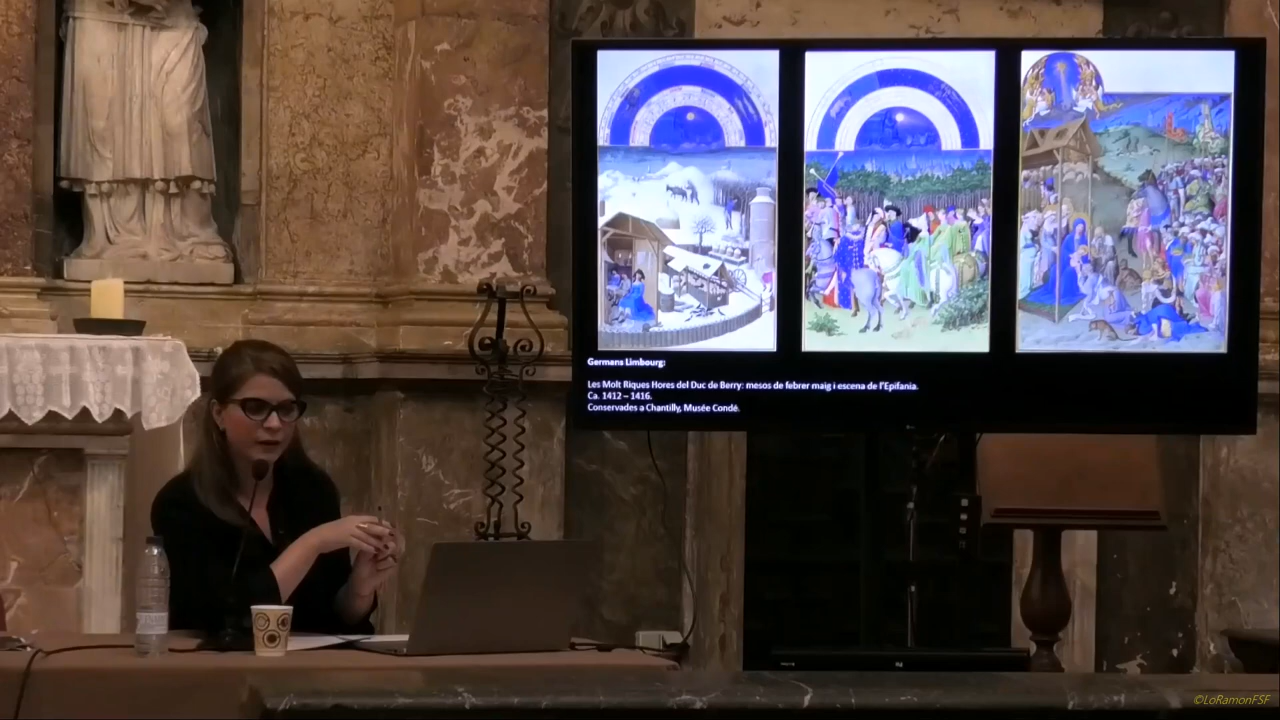 Germans Limbourg:
Les Molt Riques Hores del Duc de Berry: mesos de febrer maig i escena de l'Epifania.
Ca. 1412 – 1416.
Conservades a Chantilly, Musée Condé.
©LoRamonFSF